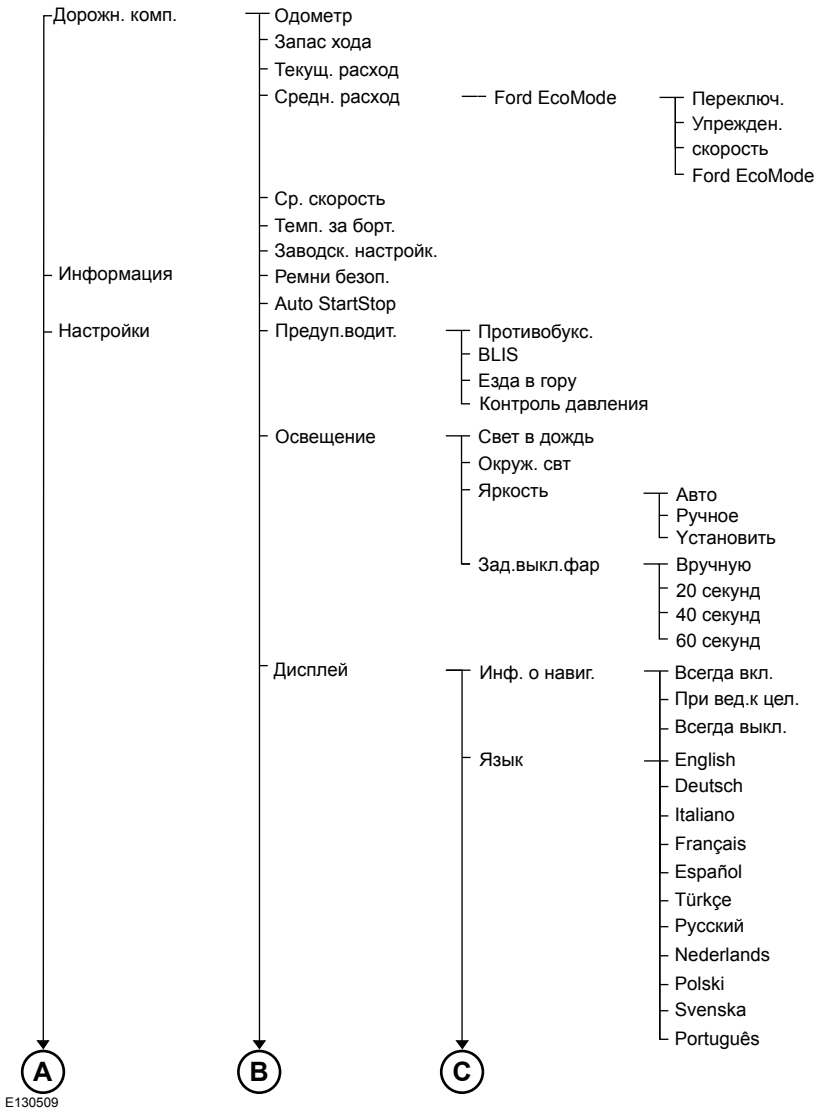 Дорожн. комп.
Одометр
Запас хода
Текущ. расход
Средн. расход
Ford EcoMode
Переключ.
Упрежден.
скорость
Ford EcoMode
Ср. скорость
Темп. за борт.
Заводск. настройк.
Информация
Ремни безоп.
Auto StartStop
Настройки
Предуп.водит.
Противобукс.
BLIS
Езда в гору
Контроль давления
Освещение
Свет в дождь
Окруж. свт
Яркость
Авто
Ручное
Yстановить
Зад.выкл.фар
Вручную
20 секунд
40 секунд
60 секунд
Дисплей
Инф. о навиг.
Всегда вкл.
При вед.к цел.
Всегда выкл.
Язык
English
Deutsch
Italiano
Français
Español
Türkçe
Русский
Nederlands
Polski
Svenska
Português
A
B
C
E130509